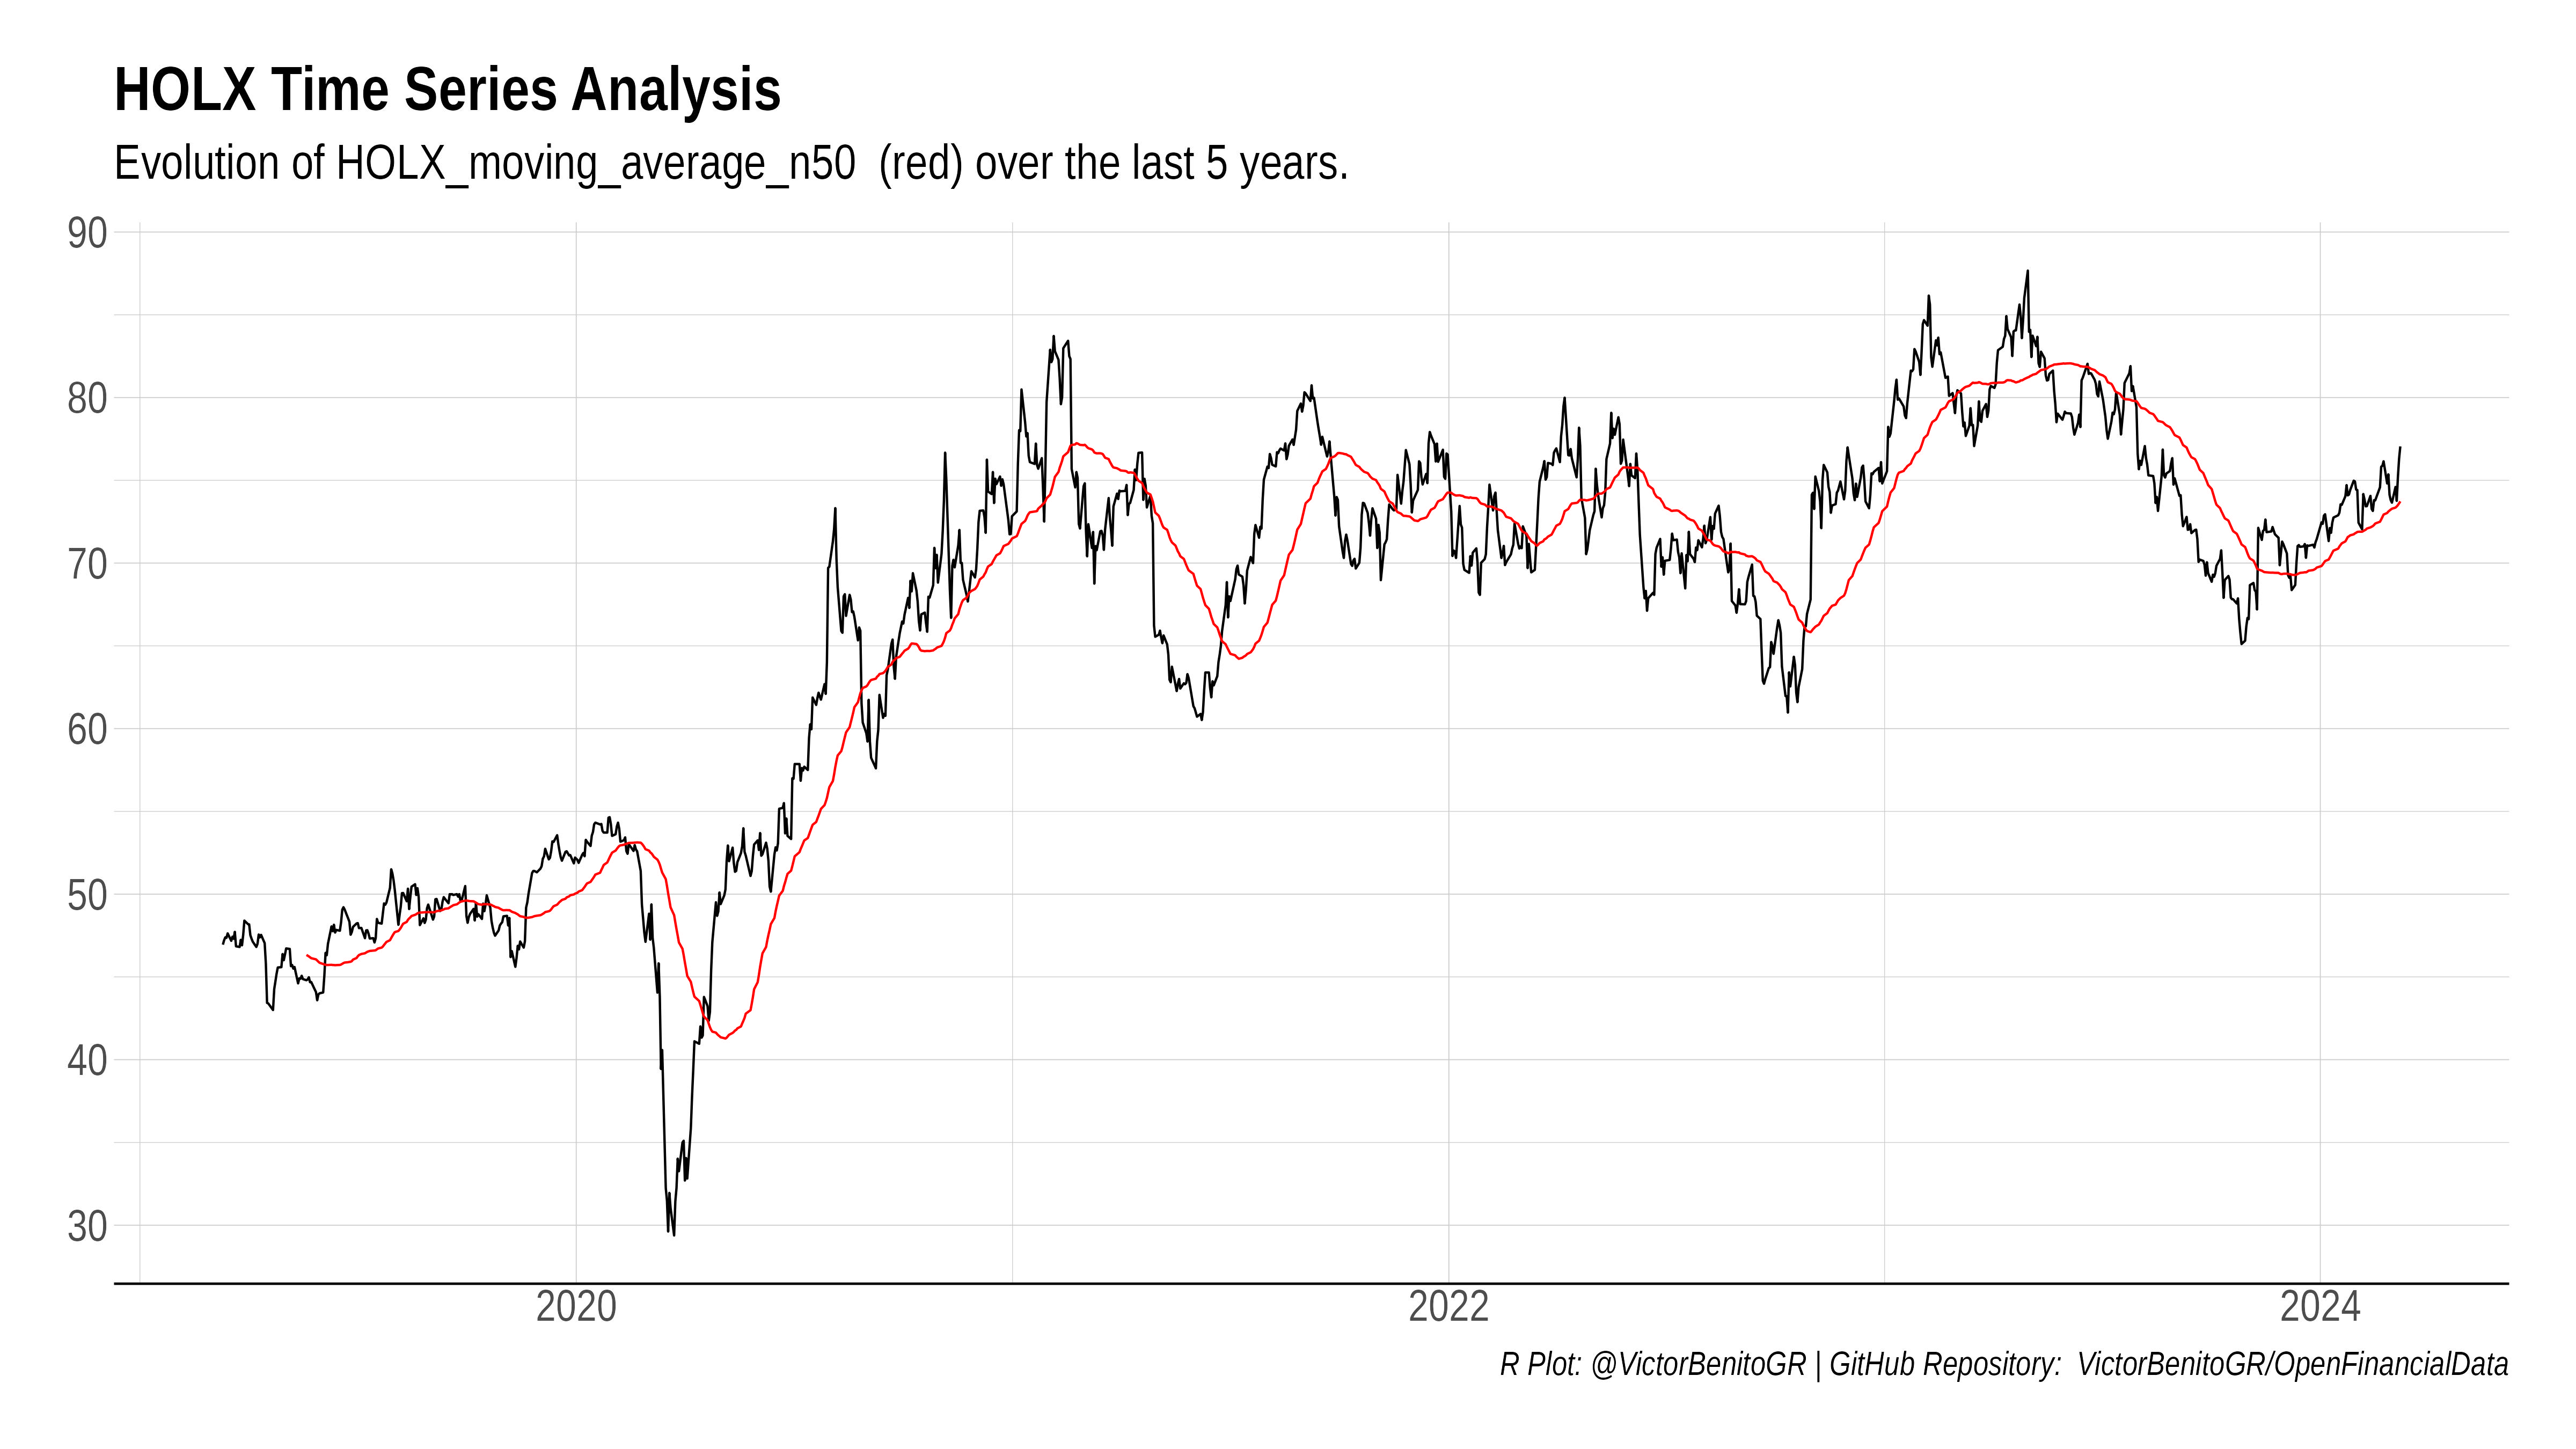 HOLX Time Series Analysis
Evolution of HOLX_moving_average_n50  (red) over the last 5 years.
90
80
70
60
50
40
30
2020 2022 2024
R Plot: @VictorBenitoGR | GitHub Repository:  VictorBenitoGR/OpenFinancialData